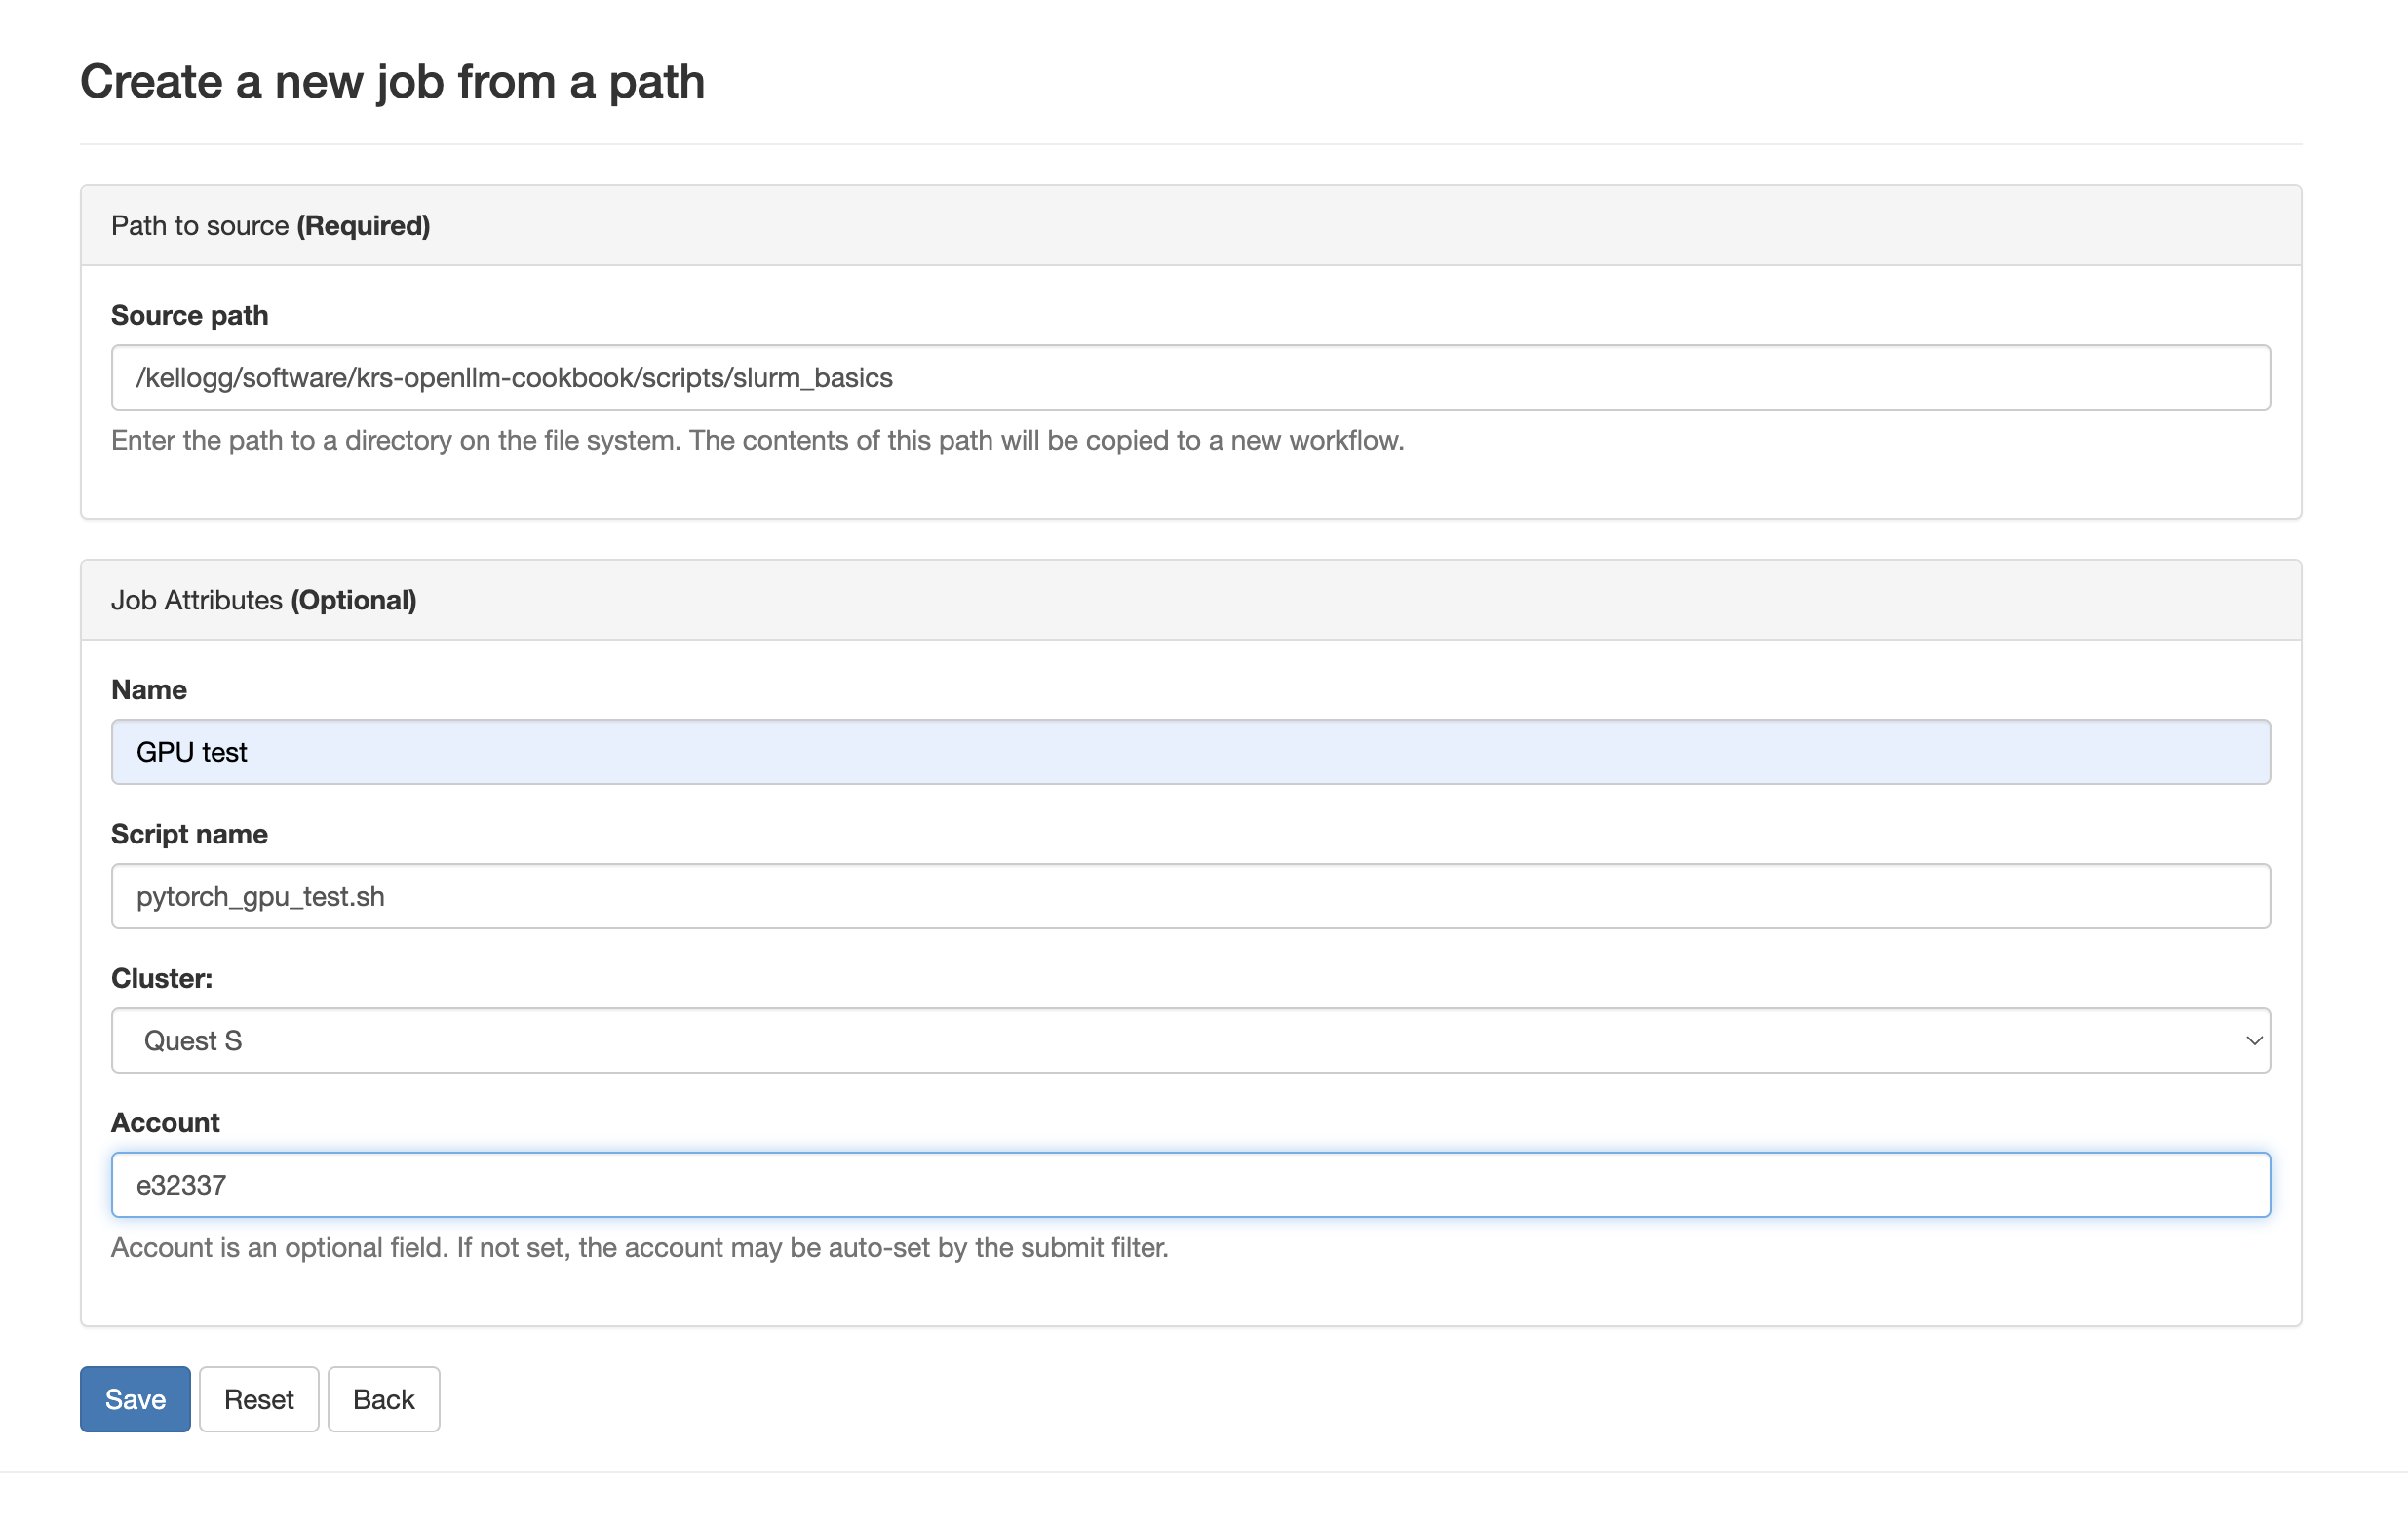 Create a new job from a path
Path to source (Required)
Source path
/kellogg/software/krs-openllm-cookbook/scripts/slurm_basics
Enter the path to a directory on the file system. The contents of this path will be copied to a new workflow.
Job Attributes (Optional)
Name
GPU test
Script name
pytorch_gpu_test.sh
Cluster:
Quest S
Account
e32337
Account is an optional field. If not set, the account may be auto-set by the submit filter.
Save Reset Back